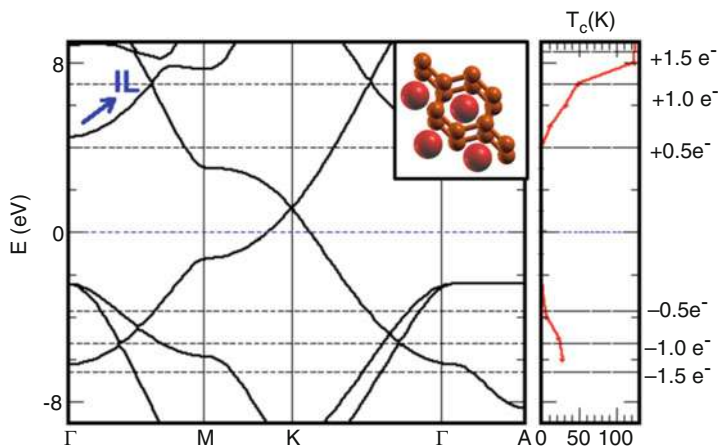 T_c(K)
8
0
-8
E (eV)
IL
+1.5 e⁻
+1.0 e⁻
+0.5e⁻
–0.5e⁻
–1.0 e⁻
–1.5 e⁻
Γ M K Γ A 0 50 100